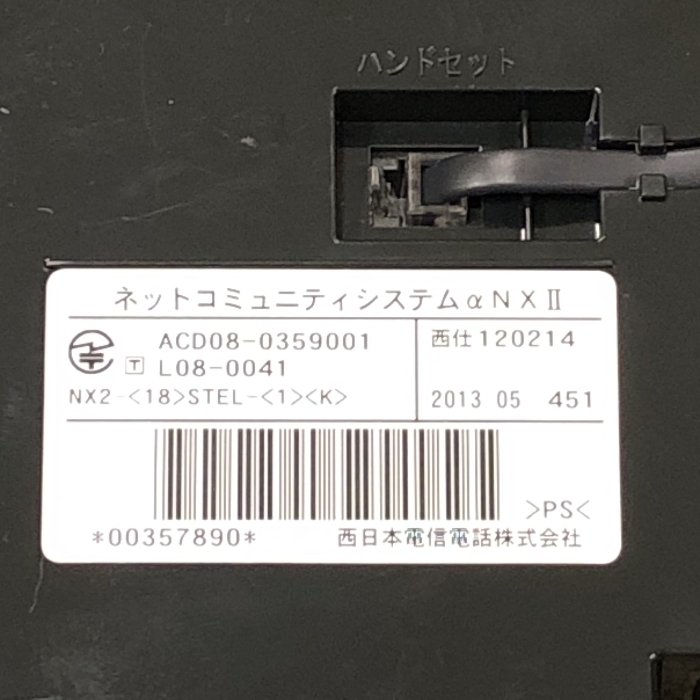 ハンドセット
ネットコミュニティシステムαNXⅡ
ACD08-0359001
西仕120214
T L08-0041
NX2-<18>STEL-<1><K>
2013 05 451
>PS<
*00357890* 西日本電信電話株式会社